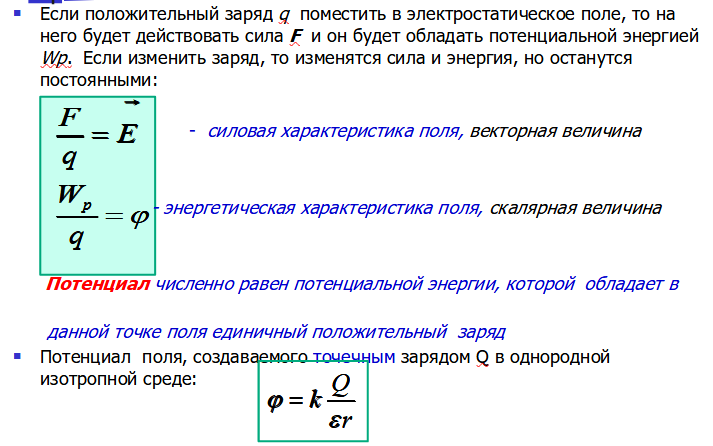 ▪ Если положительный заряд q поместить в электростатическое поле, то на
него будет действовать сила F и он будет обладать потенциальной энергией
Wp. Если изменить заряд, то изменятся сила и энергия, но останутся
постоянными:
F/q = E⃗ - силовая характеристика поля, векторная величина
W_p/q = φ - энергетическая характеристика поля, скалярная величина
Потенциал численно равен потенциальной энергии, которой обладает в
данной точке поля единичный положительный заряд
▪ Потенциал поля, создаваемого точечным зарядом Q в однородной
изотропной среде:
φ = k Q/εr